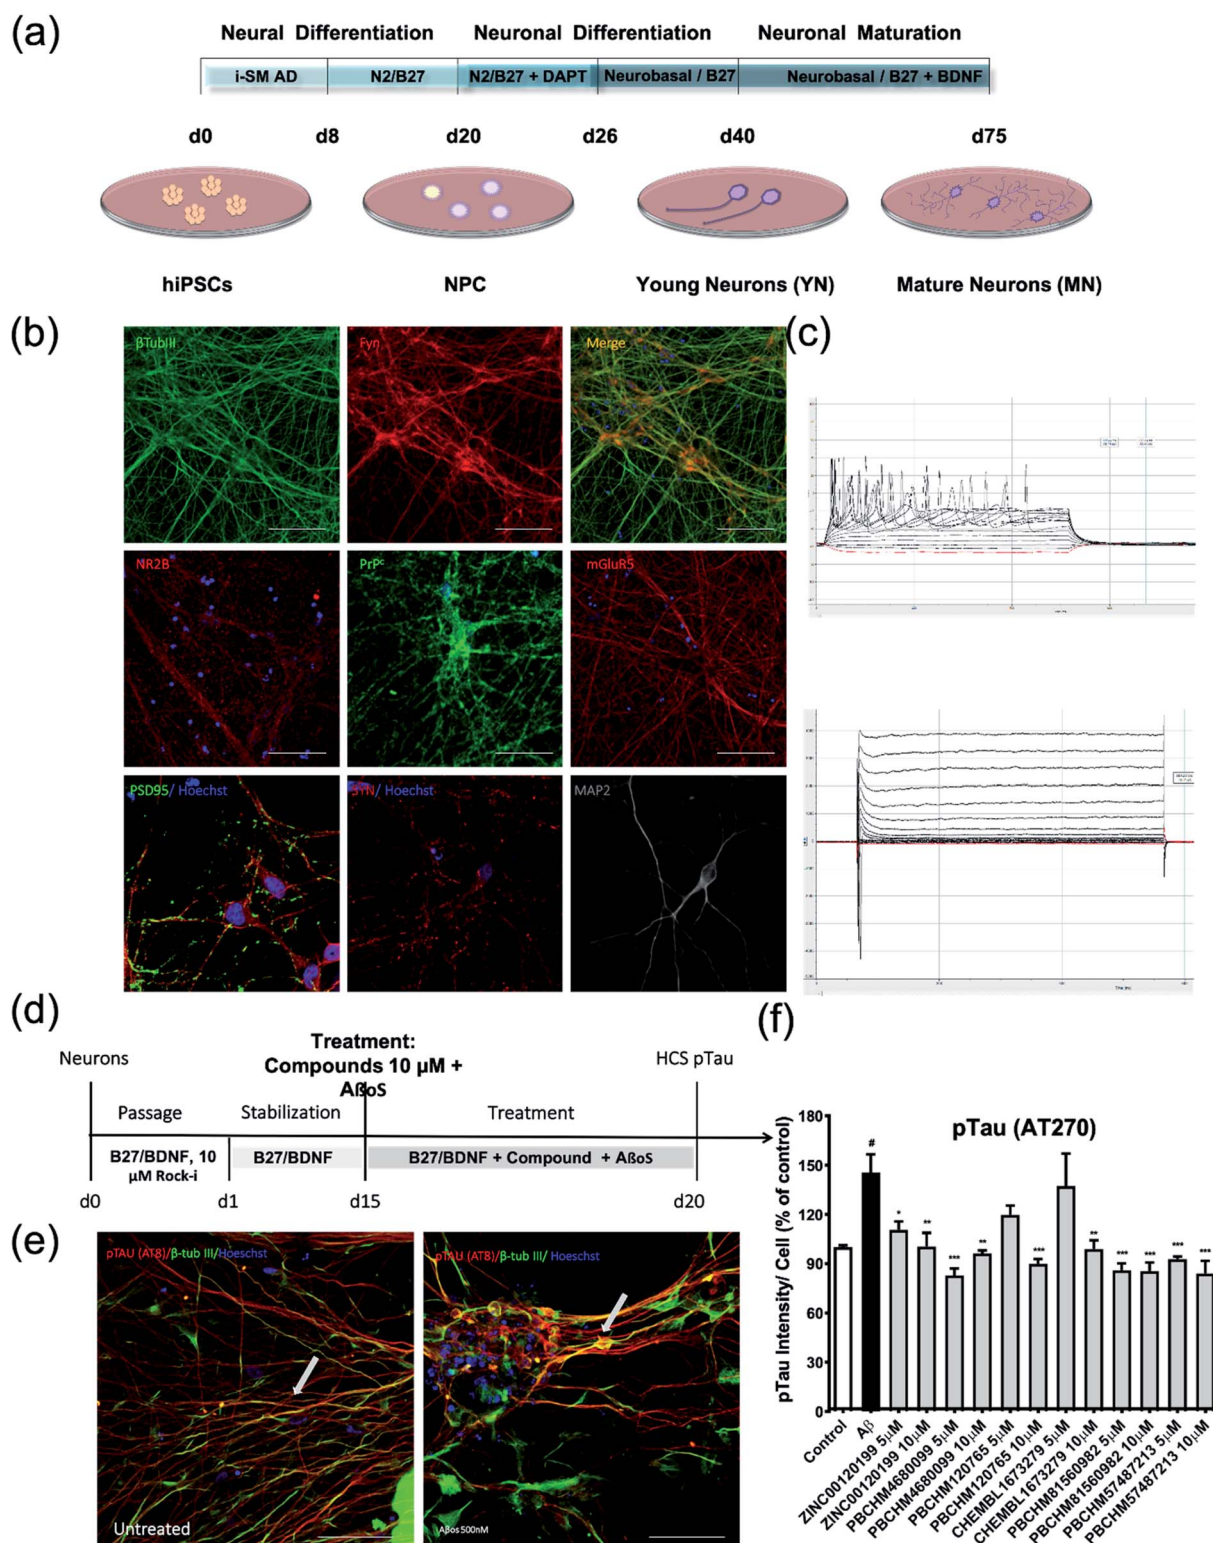 (a)
Neural Differentiation Neuronal Differentiation Neuronal Maturation
i-SM AD N2/B27 N2/B27 + DAPT Neurobasal / B27 Neurobasal / B27 + BDNF
d0 d8 d20 d26 d40 d75
hiPSCs NPC Young Neurons (YN) Mature Neurons (MN)
(b)
βTubIII Fyn Merge
NR2B PrPᶜ mGluR5
PSD95/ Hoechst SYN/ Hoechst MAP2
(c)
(d)
Treatment:
Compounds 10 µM +
AβoS
Neurons HCS pTau
Passage Stabilization Treatment
B27/BDNF, 10
µM Rock-i
B27/BDNF B27/BDNF + Compound + AβoS
d0 d1 d15 d20
(e)
pTAU (AT8)/β-tub III/Hoeschst
Untreated
pTAU (AT8)/β-tub III/ Hoechst
Aβos 500nM
(f)
pTau (AT270)
pTau Intensity/ Cell (% of control)
180
150
120
90
60
30
0
# * ** *** ** *** ** *** *** *** ***
Control
Aβ
ZINC00120199 5µM
ZINC00120199 10µM
PBCHM4680099 5µM
PBCHM4680099 10µM
PBCHM120765 5µM
PBCHM120765 10µM
CHEMBL1673279 5µM
CHEMBL1673279 10µM
PBCHM81560982 5µM
PBCHM81560982 10µM
PBCHM57487213 5µM
PBCHM57487213 10µM